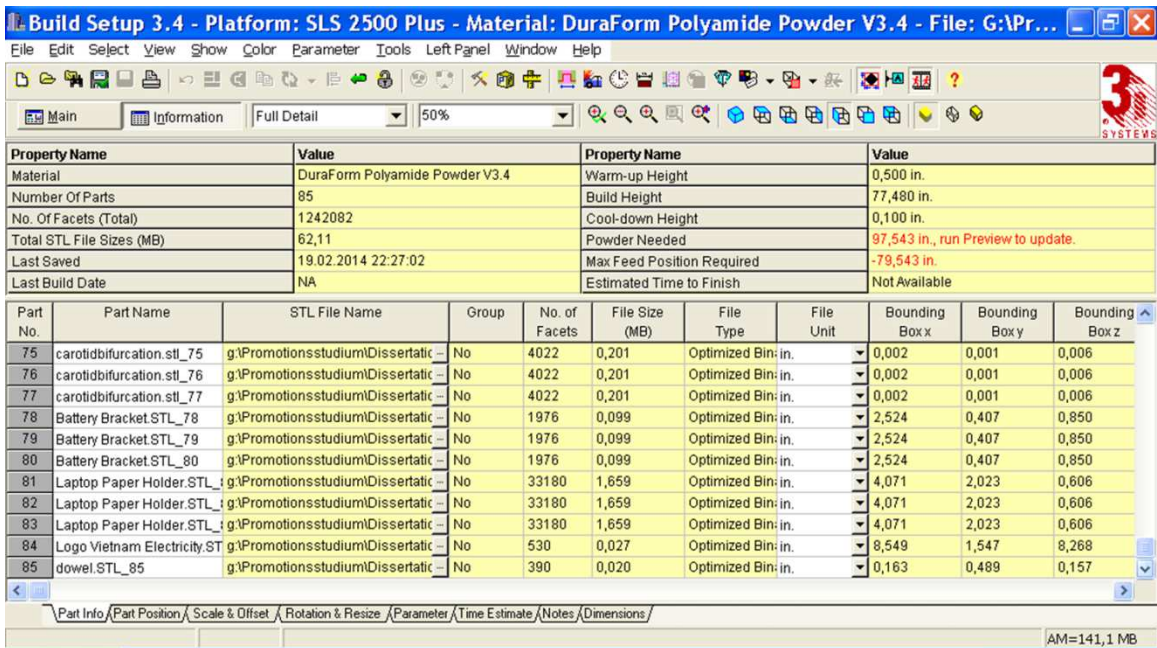 Build Setup 3.4 - Platform: SLS 2500 Plus - Material: DuraForm Polyamide Powder V3.4 - File: G:\Pr...
File Edit Select View Show Color Parameter Tools Left Panel Window Help
Main Information Full Detail 50%
3D SYSTEMS
Property Name Value Property Name Value
Material DuraForm Polyamide Powder V3.4 Warm-up Height 0,500 in.
Number Of Parts 85 Build Height 77,480 in.
No. Of Facets (Total) 1242082 Cool-down Height 0,100 in.
Total STL File Sizes (MB) 62,11 Powder Needed 97,543 in., run Preview to update.
Last Saved 19.02.2014 22:27:02 Max Feed Position Required -79,543 in.
Last Build Date NA Estimated Time to Finish Not Available
Part Part Name STL File Name Group No. of File Size File File Bounding Bounding Bounding
No. Facets (MB) Type Unit Box x Box y Box z
75 carotidbifurcation.stl_75 g:\Promotionsstudium\Dissertatic ... No 4022 0,201 Optimized Bin: in. 0,002 0,001 0,006
76 carotidbifurcation.stl_76 g:\Promotionsstudium\Dissertatic ... No 4022 0,201 Optimized Bin: in. 0,002 0,001 0,006
77 carotidbifurcation.stl_77 g:\Promotionsstudium\Dissertatic ... No 4022 0,201 Optimized Bin: in. 0,002 0,001 0,006
78 Battery Bracket.STL_78 g:\Promotionsstudium\Dissertatic ... No 1976 0,099 Optimized Bin: in. 2,524 0,407 0,850
79 Battery Bracket.STL_79 g:\Promotionsstudium\Dissertatic ... No 1976 0,099 Optimized Bin: in. 2,524 0,407 0,850
80 Battery Bracket.STL_80 g:\Promotionsstudium\Dissertatic ... No 1976 0,099 Optimized Bin: in. 2,524 0,407 0,850
81 Laptop Paper Holder.STL_ g:\Promotionsstudium\Dissertatic ... No 33180 1,659 Optimized Bin: in. 4,071 2,023 0,606
82 Laptop Paper Holder.STL_ g:\Promotionsstudium\Dissertatic ... No 33180 1,659 Optimized Bin: in. 4,071 2,023 0,606
83 Laptop Paper Holder.STL_ g:\Promotionsstudium\Dissertatic ... No 33180 1,659 Optimized Bin: in. 4,071 2,023 0,606
84 Logo Vietnam Electricity.ST g:\Promotionsstudium\Dissertatic ... No 530 0,027 Optimized Bin: in. 8,549 1,547 8,268
85 dowel.STL_85 g:\Promotionsstudium\Dissertatic ... No 390 0,020 Optimized Bin: in. 0,163 0,489 0,157
Part Info Part Position Scale & Offset Rotation & Resize Parameter Time Estimate Notes Dimensions
AM=141,1 MB